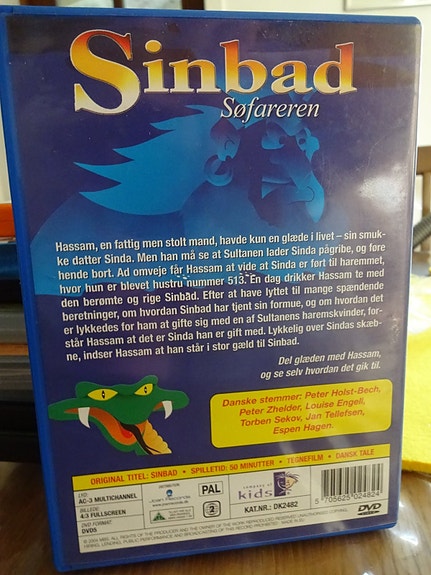 Sinbad
Søfareren
Hassam, en fattig men stolt mand, havde kun en glæde i livet – sin smuk-
ke datter Sinda. Men han må se at Sultanen lader Sinda pågribe, og føre
hende bort. Ad omveje får Hassam at vide at Sinda er ført til haremmet,
hvor hun er blevet hustru nummer 513. En dag drikker Hassam te med
den berømte og rige Sinbad. Efter at have lyttet til mange spændende
beretninger, om hvordan Sinbad har tjent sin formue, og om hvordan det
er lykkedes for ham at gifte sig med en af Sultanens haremskvinder, for-
står Hassam at det er Sinda han er gift med. Lykkelig over Sindas skæb-
ne, indser Hassam at han står i stor gæld til Sinbad.
Del glæden med Hassam,
og se selv hvordan det gik til.
Danske stemmer: Peter Holst-Bech,
Peter Zhelder, Louise Engell,
Torben Sekov, Jan Tellefsen,
Espen Hagen.
ORIGINAL TITEL: SINBAD • SPILLETID: 50 MINUTTER • TEGNEFILM • DANSK TALE
LYD:
AC-3 MULTICHANNEL
BILLEDE:
4:3 FULLSCREEN
DVD FORMAT:
DVD5
PAL
2
kids
KAT.NR.: DK2482
5 705625 024824
DVD